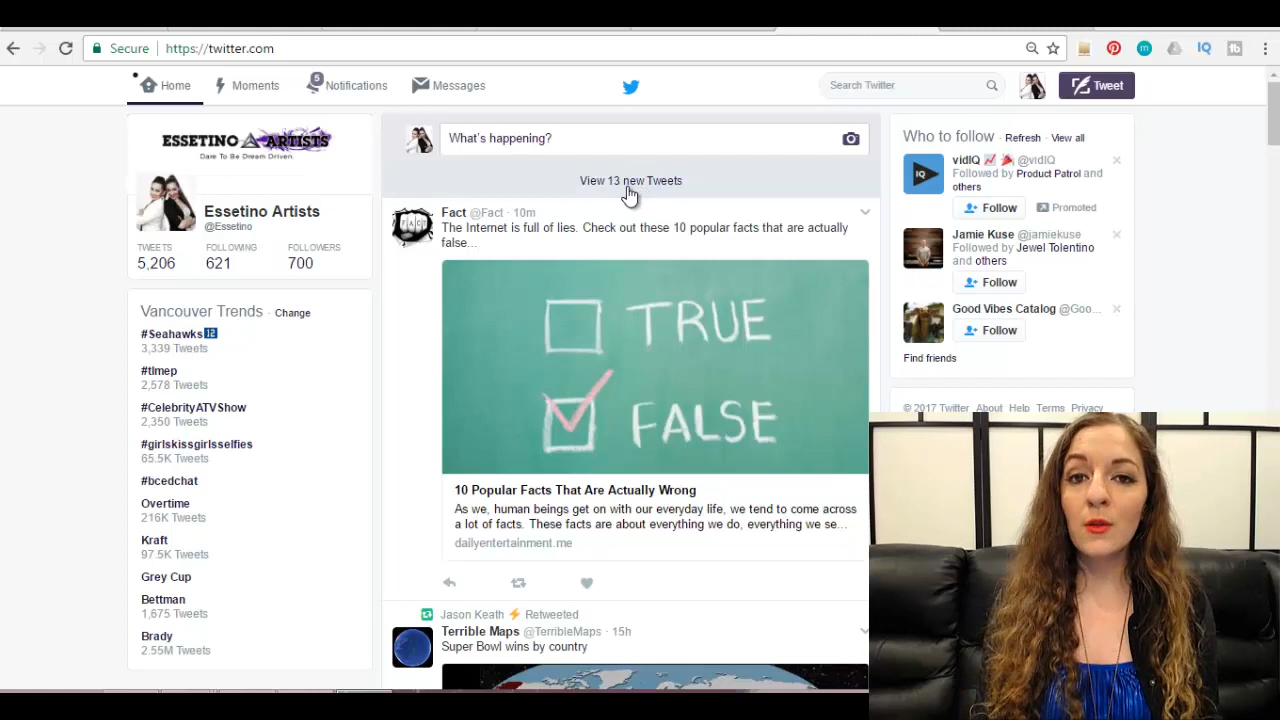 Secure https://twitter.com
Home Moments Notifications Messages Search Twitter Tweet
5
ESSETINO ARTISTS
Dare To Be Dream Driven.
Essetino Artists
@Essetino
TWEETS FOLLOWING FOLLOWERS
5,206 621 700
Vancouver Trends Change
#Seahawks 12
3,339 Tweets
#tlmep
2,578 Tweets
#CelebrityATVShow
2,350 Tweets
#girlskissgirlsselfies
65.5K Tweets
#bcedchat
Overtime
216K Tweets
Kraft
97.5K Tweets
Grey Cup
Bettman
1,675 Tweets
Brady
2.55M Tweets
What's happening?
View 13 new Tweets
FACT
Fact @Fact · 10m
The Internet is full of lies. Check out these 10 popular facts that are actually
false...
TRUE
FALSE
10 Popular Facts That Are Actually Wrong
As we, human beings get on with our everyday life, we tend to come across
a lot of facts. These facts are about everything we do, everything we se...
dailyentertainment.me
Jason Keath Retweeted
Terrible Maps @TerribleMaps · 15h
Super Bowl wins by country
Who to follow · Refresh · View all
vidIQ @vidIQ
Followed by Product Patrol and
others
IQ
Follow Promoted
Jamie Kuse @jamiekuse
Followed by Jewel Tolentino
and others
Follow
Good Vibes Catalog @Goo...
Follow
Find friends
© 2017 Twitter About Help Terms Privacy